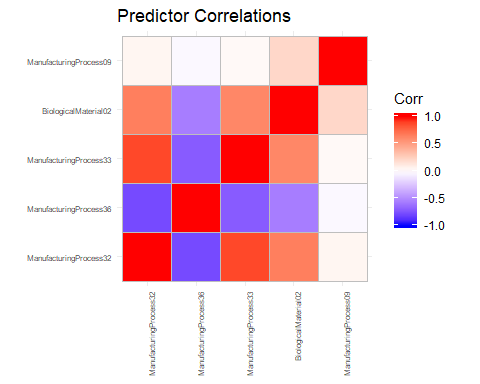 Predictor Correlations
ManufacturingProcess09
BiologicalMaterial02
ManufacturingProcess33
ManufacturingProcess36
ManufacturingProcess32
ManufacturingProcess32
ManufacturingProcess36
ManufacturingProcess33
BiologicalMaterial02
ManufacturingProcess09
Corr
1.0
0.5
0.0
-0.5
-1.0